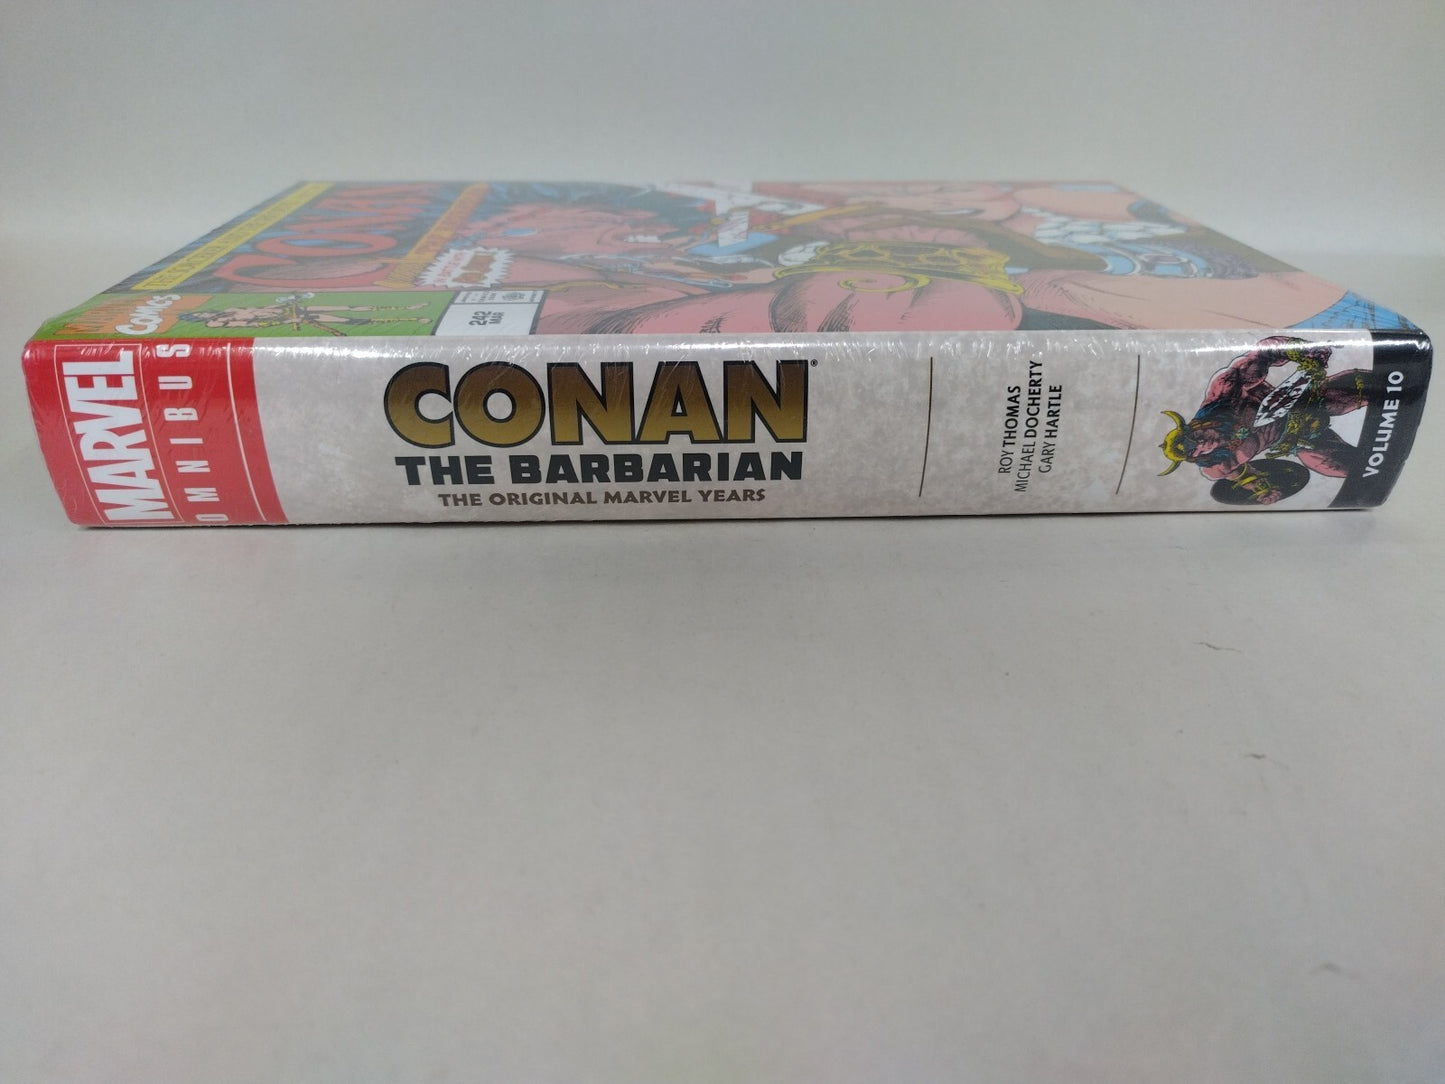 CONAN
COMICS
242
MAR
MARVEL
OMNIBUS
CONAN®
THE BARBARIAN
THE ORIGINAL MARVEL YEARS
ROY THOMAS
MICHAEL DOCHERTY
GARY HARTLE
VOLUME 10